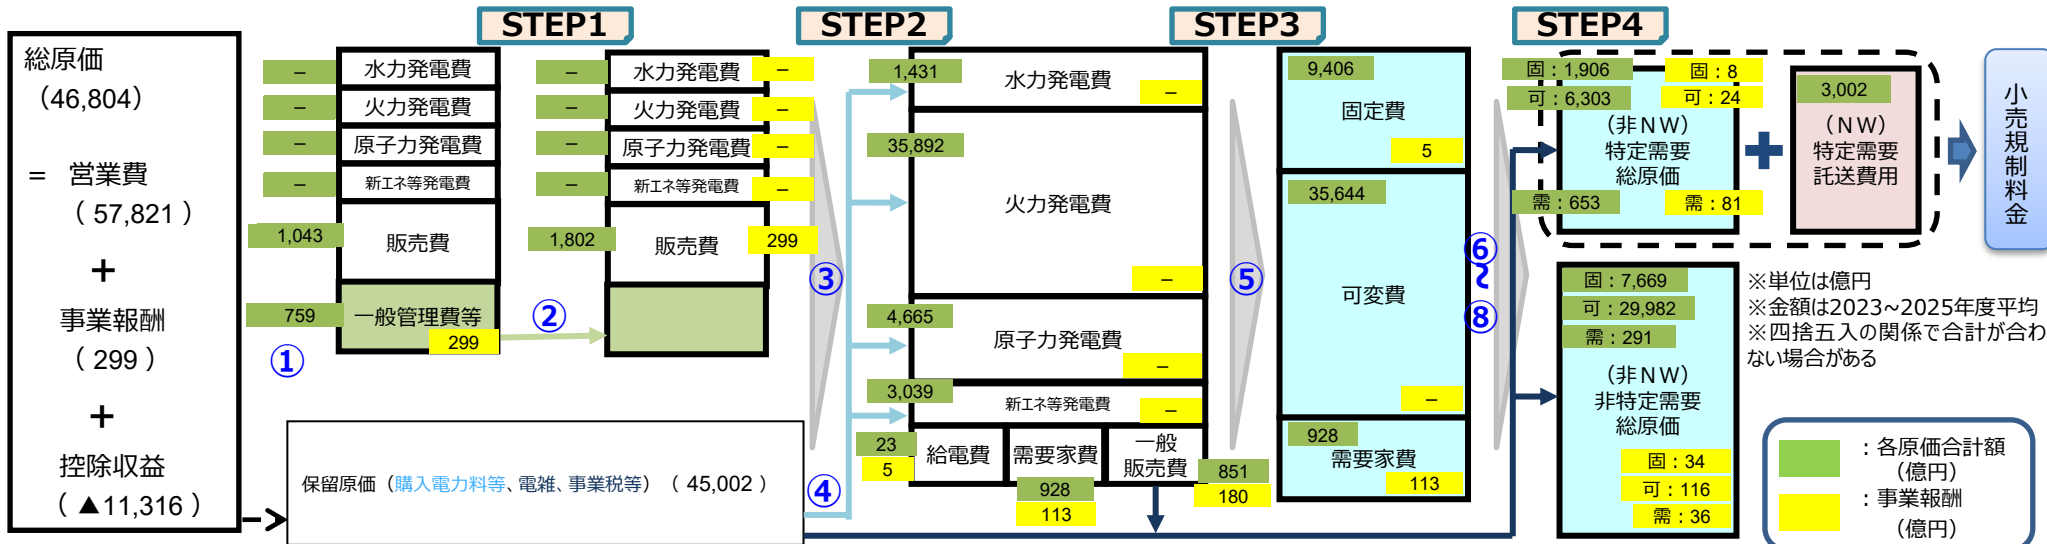 STEP1
STEP2
STEP3
STEP4
総原価
（46,804）
＝ 営業費
（ 57,821 ）
＋
事業報酬
（ 299 ）
＋
控除収益
（ ▲11,316 ）
－ 水力発電費
－ 火力発電費
－ 原子力発電費
－ 新エネ等発電費
1,043 販売費
759 一般管理費等
299
①
②
－ 水力発電費 －
－ 火力発電費 －
－ 原子力発電費 －
－ 新エネ等発電費 －
1,802 販売費 299
保留原価（購入電力料等、電雑、事業税等）（ 45,002 ）
③
④
1,431 水力発電費 －
35,892 火力発電費 －
4,665 原子力発電費 －
3,039 新エネ等発電費 －
23
5
給電費
需要家費
928
113
一般
販売費
851
180
⑤
9,406
固定費
5
35,644
可変費
－
928
需要家費
113
⑥
～
⑧
固：1,906 固：8
可：6,303 可：24
（非ＮＷ）
特定需要
総原価
需：653 需：81
3,002
（ＮＷ）
特定需要
託送費用
小売規制料金
固：7,669
可：29,982
需：291
（非ＮＷ）
非特定需要
総原価
固：34
可：116
需：36
※単位は億円
※金額は2023~2025年度平均
※四捨五入の関係で合計が合わ
ない場合がある
：各原価合計額
（億円）
：事業報酬
（億円）